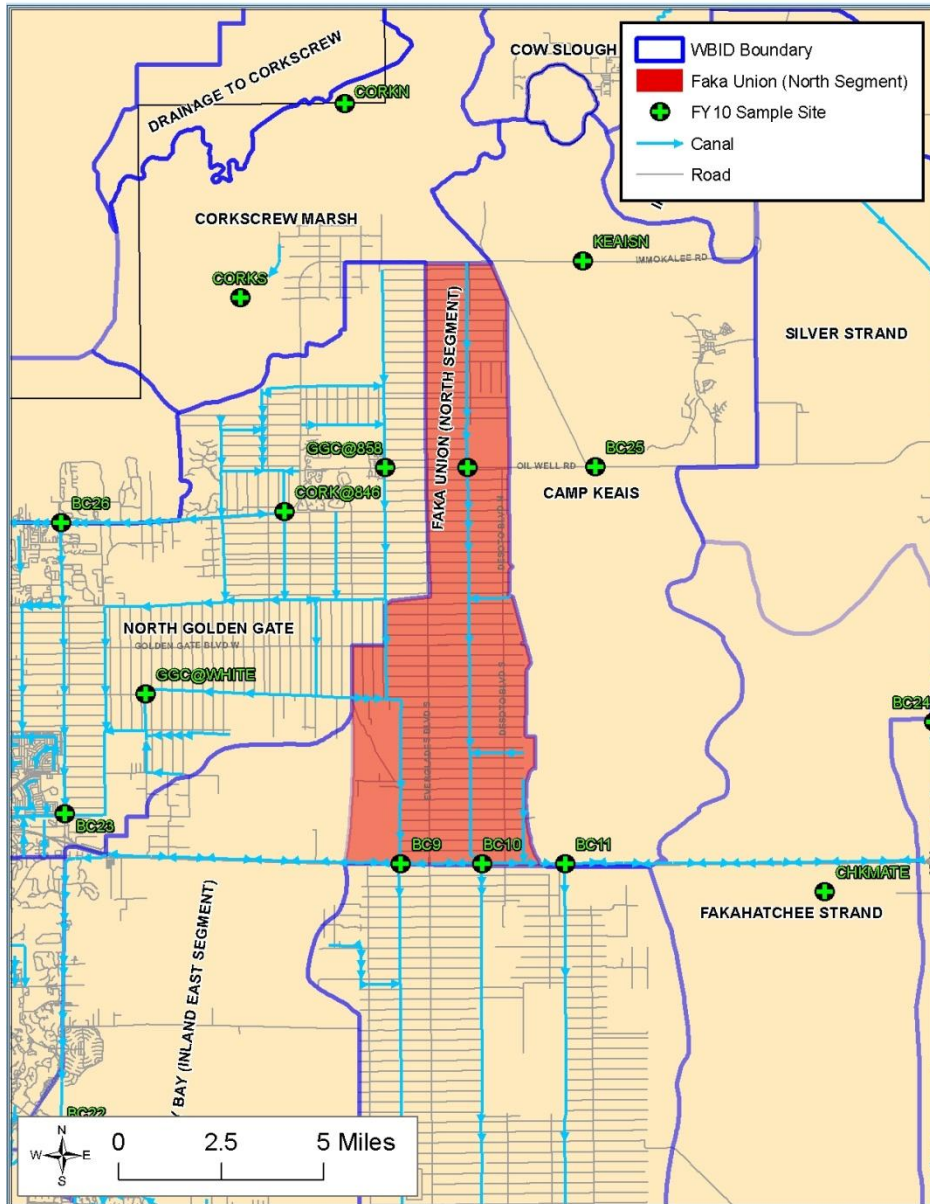 WBID Boundary
Faka Union (North Segment)
FY10 Sample Site
Canal
Road
COW SLOUGH
DRAINAGE TO CORKSCREW
CORKN
CORKSCREW MARSH
KEAISN
IMMOKALEE RD
CORKS
SILVER STRAND
FAKA UNION (NORTH SEGMENT)
GGC@858
OIL WELL RD
BC25
CAMP KEAIS
CORK@846
BC26
DESOTO BLVD N
NORTH GOLDEN GATE
GOLDEN GATE BLVD W
GGC@WHITE
DESOTO BLVD S
EVERGLADES BLVD S
BC24
BC23
BC9
BC10
BC11
CHKMATE
FAKAHATCHEE STRAND
Y BAY (INLAND EAST SEGMENT)
BC22
N
W
E
S
0
2.5
5 Miles